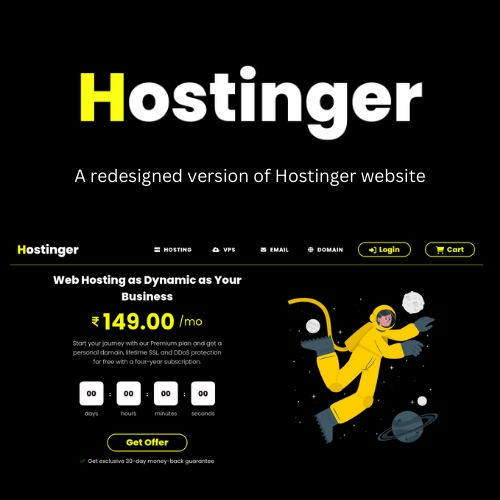 Hostinger
A redesigned version of Hostinger website
Hostinger HOSTING VPS EMAIL DOMAIN Login Cart
Web Hosting as Dynamic as Your
Business
₹ 149.00 /mo
Start your journey with our Premium plan and get a
personal domain, lifetime SSL and DDoS protection
for free with a four-year subscription.
00 : 00 : 00 : 00
days hours minutes seconds
Get Offer
Get exclusive 30-day money-back guarantee